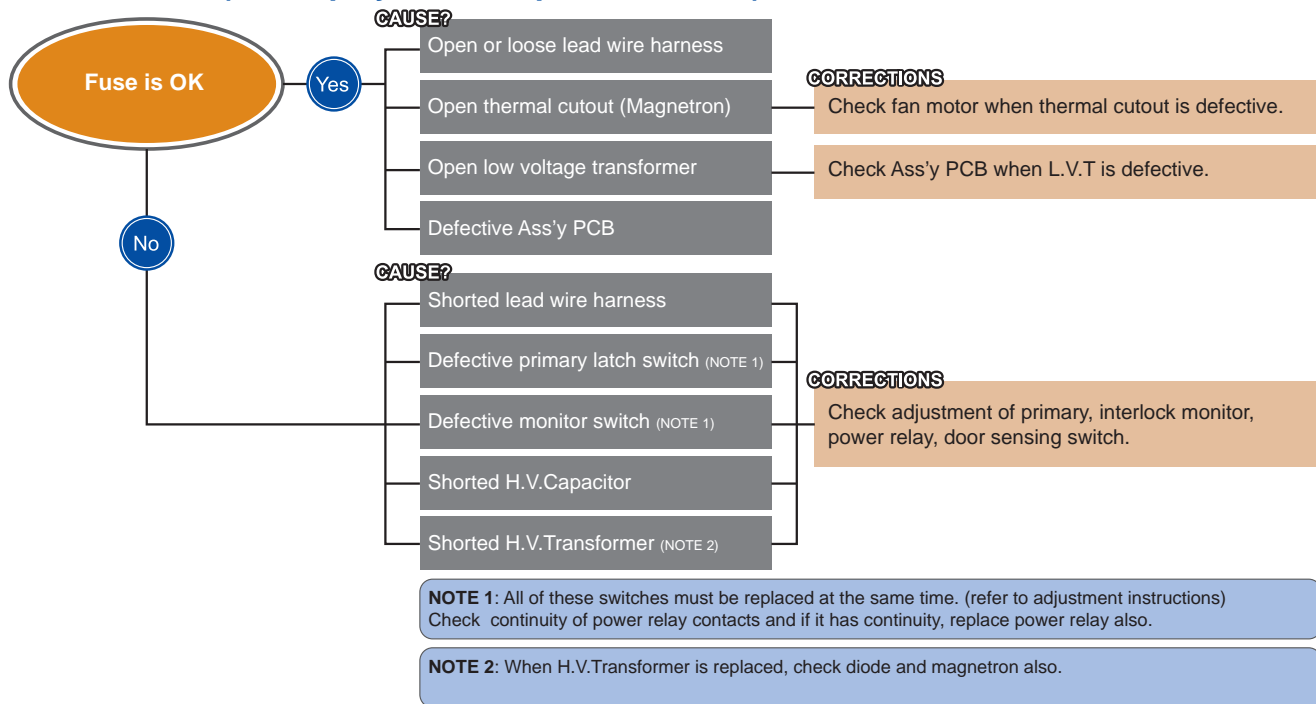 Fuse is OK
Yes
CAUSE?
Open or loose lead wire harness
Open thermal cutout (Magnetron)
CORRECTIONS
Check fan motor when thermal cutout is defective.
Open low voltage transformer
Check Ass'y PCB when L.V.T is defective.
Defective Ass'y PCB
No
CAUSE?
Shorted lead wire harness
Defective primary latch switch (NOTE 1)
Defective monitor switch (NOTE 1)
Shorted H.V.Capacitor
Shorted H.V.Transformer (NOTE 2)
CORRECTIONS
Check adjustment of primary, interlock monitor,
power relay, door sensing switch.
NOTE 1: All of these switches must be replaced at the same time. (refer to adjustment instructions)
Check continuity of power relay contacts and if it has continuity, replace power relay also.
NOTE 2: When H.V.Transformer is replaced, check diode and magnetron also.